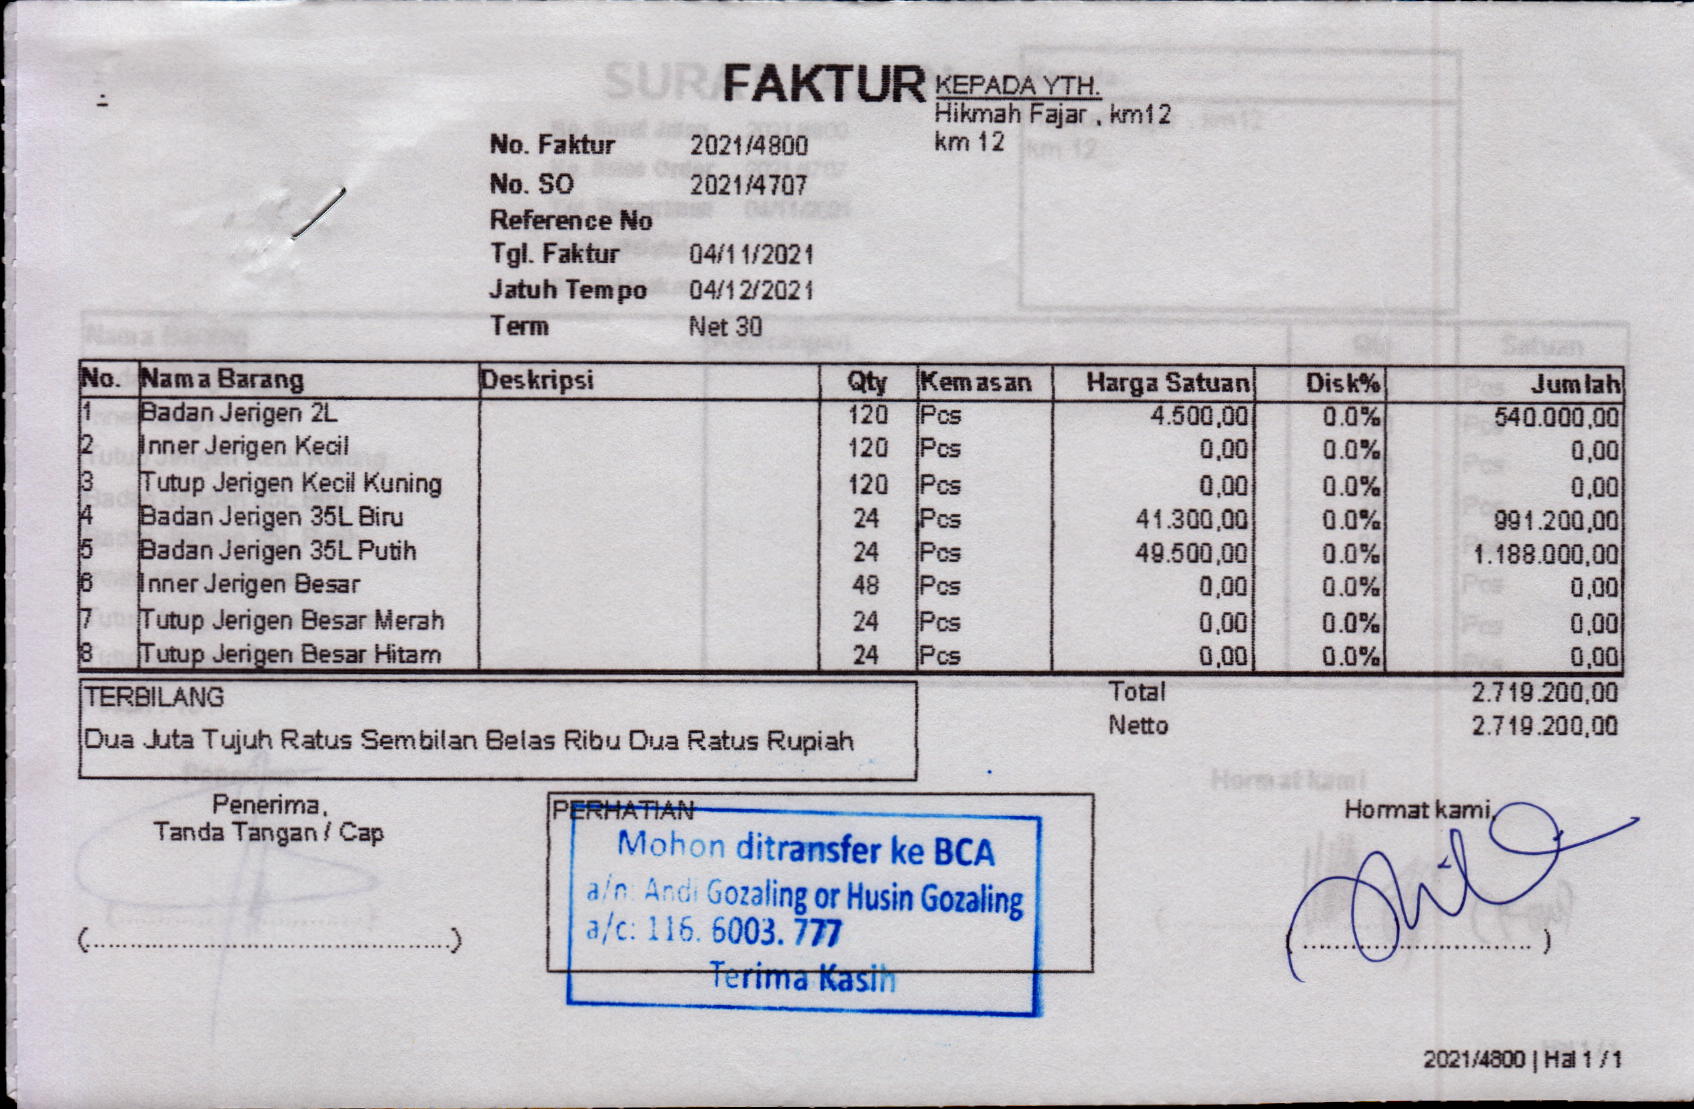 FAKTUR
KEPADA YTH.
Hikmah Fajar , km12
km 12
No. Faktur 2021/4800
No. SO 2021/4707
Reference No
Tgl. Faktur 04/11/2021
Jatuh Tempo 04/12/2021
Term Net 30
No. Nama Barang Deskripsi Qty Kemasan Harga Satuan Disk% Jumlah
1 Badan Jerigen 2L 120 Pcs 4.500,00 0.0% 540.000,00
2 Inner Jerigen Kecil 120 Pcs 0,00 0.0% 0,00
3 Tutup Jerigen Kecil Kuning 120 Pcs 0,00 0.0% 0,00
4 Badan Jerigen 35L Biru 24 Pcs 41.300,00 0.0% 991.200,00
5 Badan Jerigen 35L Putih 24 Pcs 49.500,00 0.0% 1.188.000,00
6 Inner Jerigen Besar 48 Pcs 0,00 0.0% 0,00
7 Tutup Jerigen Besar Merah 24 Pcs 0,00 0.0% 0,00
8 Tutup Jerigen Besar Hitam 24 Pcs 0,00 0.0% 0,00
TERBILANG
Dua Juta Tujuh Ratus Sembilan Belas Ribu Dua Ratus Rupiah
Total 2.719.200,00
Netto 2.719.200,00
Penerima,
Tanda Tangan / Cap
(..........................................)
PERHATIAN
Mohon ditransfer ke BCA
a/n: Andi Gozaling or Husin Gozaling
a/c: 116. 6003. 777
Terima Kasih
Hormat kami,
(.............................)
2021/4800 | Hal 1 / 1